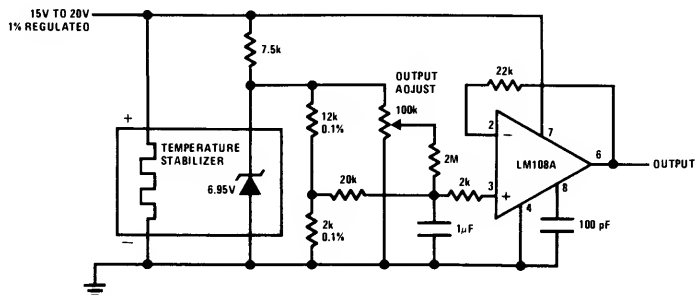 15V TO 20V
1% REGULATED
7.5k
OUTPUT
ADJUST
22k
+
TEMPERATURE
STABILIZER
6.95V
−
12k
0.1%
100k
2M
20k
2k
2k
0.1%
1μF
2
−
7
LM108A
6
OUTPUT
3
+
4
8
100 pF